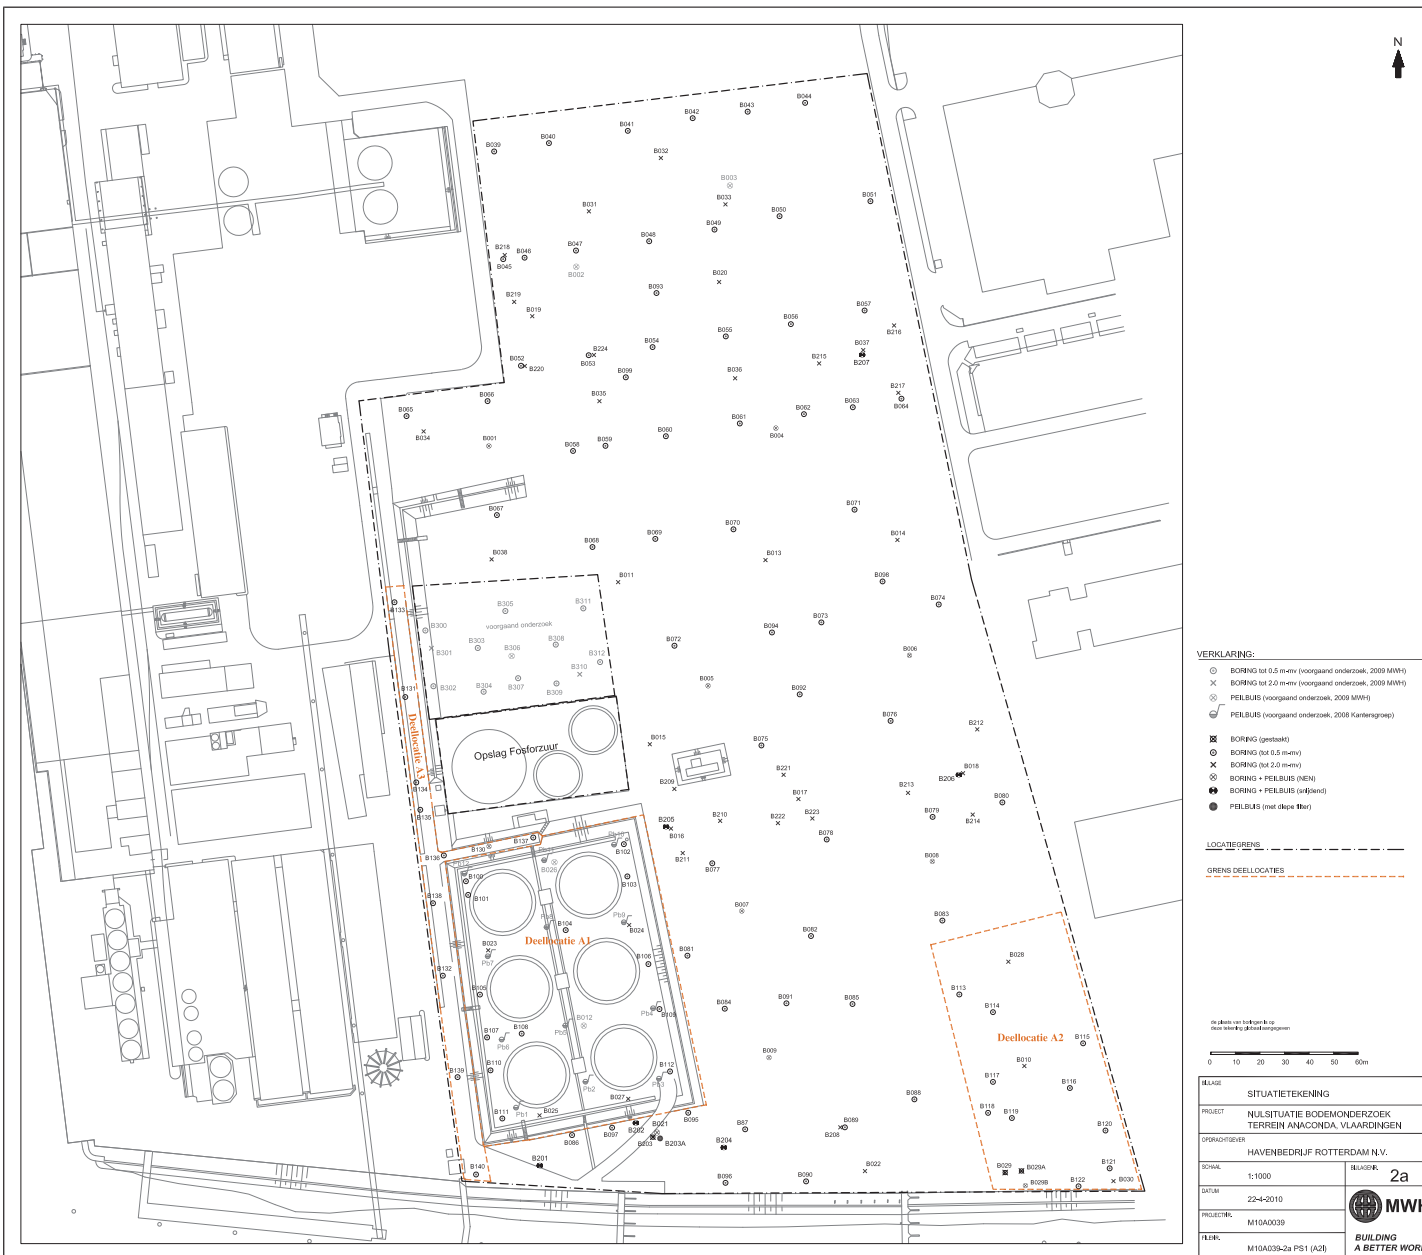 N
B044
B043
B042
B041
B040
B039
B032
B003
B033
B051
B050
B031
B049
B048
B047
B218
B046
B045
B002
B020
B093
B219
B019
B057
B056
B216
B055
B054
B037
B224
B207
B215
B053
B052
B220
B099
B036
B217
B064
B066
B035
B063
B062
B065
B061
B004
B034
B060
B001
B058
B059
B067
B071
B070
B069
B014
B068
B038
B013
B011
B098
B133
B305
B311
B074
B073
voorgaand onderzoek
B300
B094
B303
B308
B072
B301
B306
B006
B312
B310
B302
B304
B307
B309
B005
B131
B092
Deellocatie A3
B076
B212
Opslag Fosforzuur
B015
B075
B221
B018
B206
B134
B209
B017
B213
B080
B135
B205
B210
B223
B079
B214
B016
B222
B137
B078
B130
B102
B136
B211
B026
B077
B008
B100
B103
B101
B138
B007
Pb9
B083
B104
B024
B082
Deellocatie A1
B023
Pb7
B081
B028
B106
B132
B105
B113
B091
B085
B084
B114
Pb4
B109
B012
B107
B108
Pb5
Deellocatie A2
Pb6
B115
B009
B010
B110
B112
B139
Pb3
B117
B116
Pb2
B088
B027
B118
B119
Pb1
B025
B111
B095
B021
B87
B089
B202
B120
B097
B086
B203
B203A
B208
B204
B201
B022
B121
B029
B029A
B140
B096
B090
B029B
B122
B030
VERKLARING:
BORING tot 0.5 m-mv (voorgaand onderzoek, 2009 MWH)
BORING tot 2.0 m-mv (voorgaand onderzoek, 2009 MWH)
PEILBUIS (voorgaand onderzoek, 2009 MWH)
PEILBUIS (voorgaand onderzoek, 2008 Kantersgroep)
BORING (gestaakt)
BORING (tot 0.5 m-mv)
BORING (tot 2.0 m-mv)
BORING + PEILBUIS (NEN)
BORING + PEILBUIS (snijdend)
PEILBUIS (met diepe filter)
LOCATIEGRENS
GRENS DEELLOCATIES
de plaats van boringen is op
deze tekening globaal aangegeven
0 10 20 30 40 50 60m
BIJLAGE
SITUATIETEKENING
PROJECT
NULSITUATIE BODEMONDERZOEK
TERREIN ANACONDA, VLAARDINGEN
OPDRACHTGEVER
HAVENBEDRIJF ROTTERDAM N.V.
SCHAAL
1:1000
BIJLAGENR.
2a
DATUM
22-4-2010
MWH
PROJECTNR.
M10A0039
BUILDING
A BETTER WOR
FILENR.
M10A039-2a PS1 (A2l)